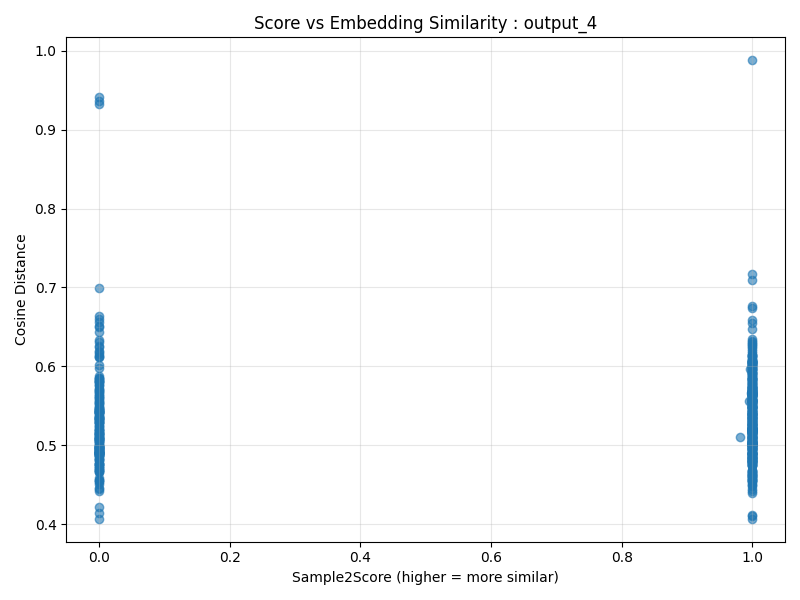 Score vs Embedding Similarity : output_4
Cosine Distance
1.0
0.9
0.8
0.7
0.6
0.5
0.4
0.0 0.2 0.4 0.6 0.8 1.0
Sample2Score (higher = more similar)